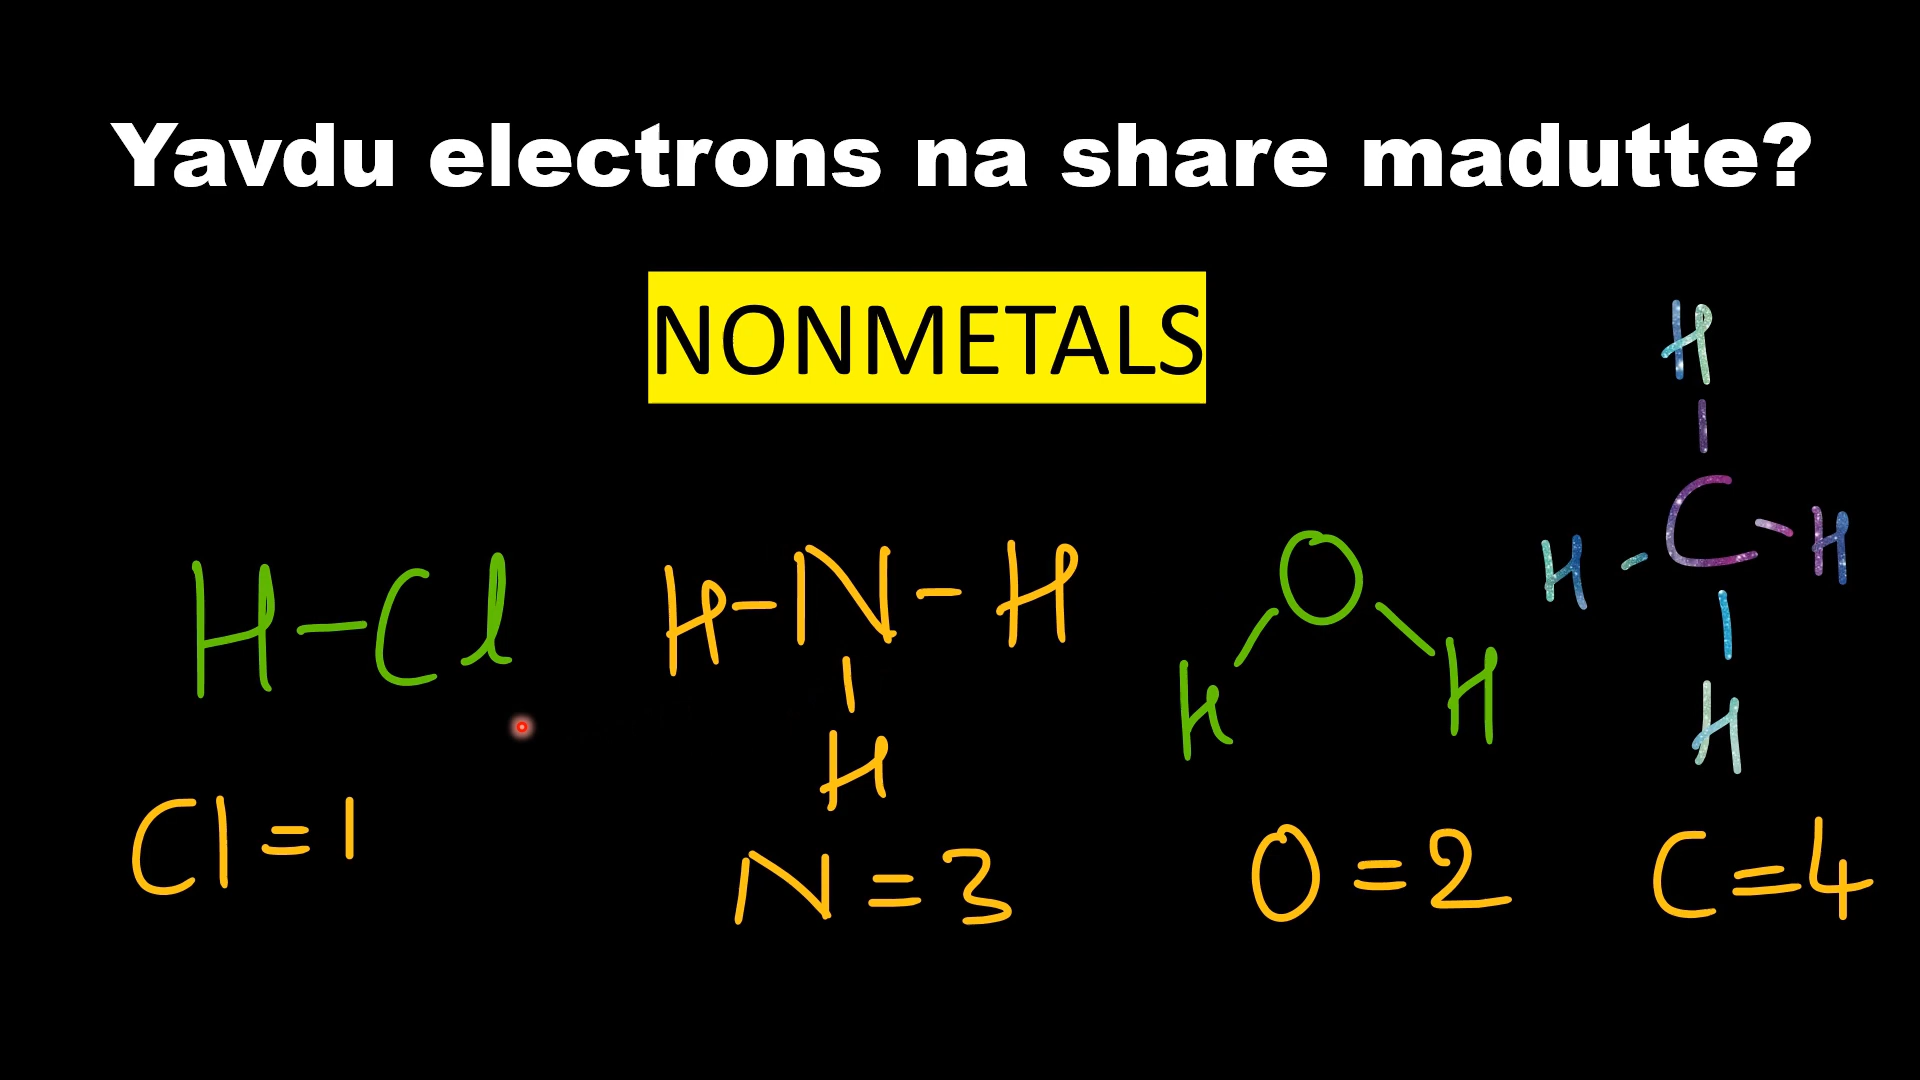 Yavdu electrons na share madutte?
NONMETALS
H-Cl
H-N-H
H
O
H H
H
C
H H
H
Cl=1
N=3
O=2
C=4